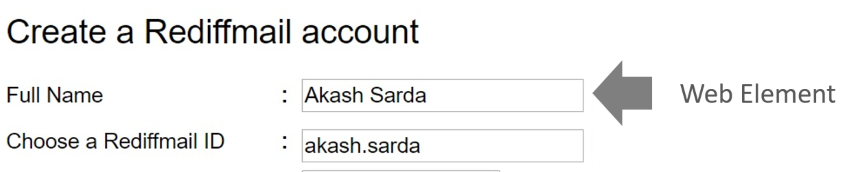 Create a Rediffmail account
Full Name : Akash Sarda Web Element
Choose a Rediffmail ID : akash.sarda